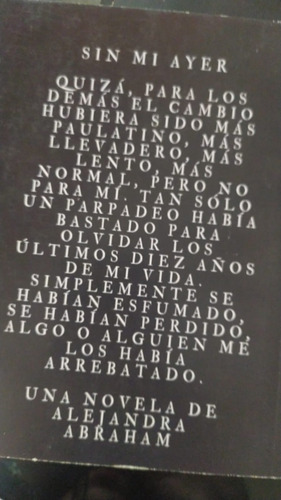 SIN MI AYER
QUIZÁ, PARA LOS
DEMÁS EL CAMBIO
HUBIERA SIDO MÁS
PAULATINO, MÁS
LLEVADERO, MÁS
LENTO, MÁS
NORMAL, PERO NO
PARA MÍ. TAN SOLO
UN PARPADEO HABÍA
BASTADO PARA
OLVIDAR LOS
ÚLTIMOS DIEZ AÑOS
DE MI VIDA.
SIMPLEMENTE SE
HABÍAN ESFUMADO,
SE HABÍAN PERDIDO,
ALGO O ALGUIEN ME
LOS HABÍA
ARREBATADO.
UNA NOVELA DE
ALEJANDRA
ABRAHAM